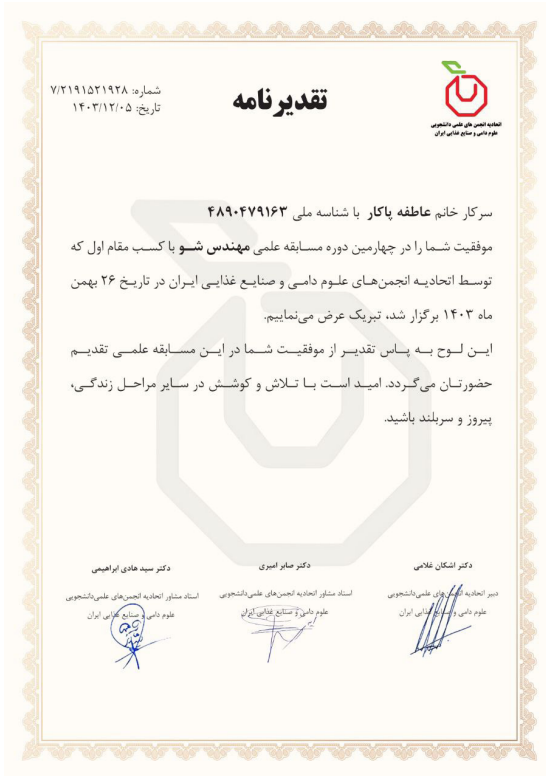 اتحادیه انجمن های علمی دانشجویی
علوم دامی و صنایع غذایی ایران
تقدیرنامه
شماره: ۷/۲۱۹۱۵۲۱۹۲۸
تاریخ: ۱۴۰۳/۱۲/۰۵
سرکار خانم عاطفه پاکار با شناسه ملی ۴۸۹۰۴۷۹۱۶۳
موفقیت شما را در چهارمین دوره مسابقه علمی مهندس شو با کسب مقام اول که
توسط اتحادیه انجمن‌های علوم دامی و صنایع غذایی ایران در تاریخ ۲۶ بهمن
ماه ۱۴۰۳ برگزار شد، تبریک عرض می‌نماییم.
این لوح به پاس تقدیر از موفقیت شما در این مسابقه علمی تقدیم
حضورتان می‌گردد. امید است با تلاش و کوشش در سایر مراحل زندگی،
پیروز و سربلند باشید.
دکتر اشکان غلامی
دبیر اتحادیه انجمن‌های علمی‌دانشجویی
علوم دامی و صنایع غذایی ایران
دکتر صابر امیری
استاد مشاور اتحادیه انجمن‌های علمی‌دانشجویی
علوم دامی و صنایع غذایی ایران
دکتر سید هادی ابراهیمی
استاد مشاور اتحادیه انجمن‌های علمی‌دانشجویی
علوم دامی و صنایع غذایی ایران